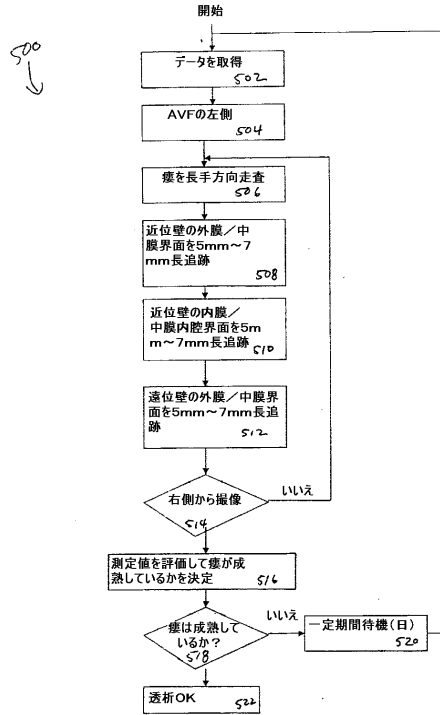 開始
500
データを取得
502
AVFの左側
504
瘻を長手方向走査
506
近位壁の外膜／中
膜界面を5mm～7
mm長追跡
508
近位壁の内膜／
中膜内腔界面を5m
m～7mm長追跡
510
遠位壁の外膜／中膜界
面を5mm～7mm長追
跡
512
右側から撮像
いいえ
514
測定値を評価して瘻が成
熟しているかを決定
516
瘻は成熟して
いるか?
518
いいえ
一定期間待機(日)
520
透析OK
522